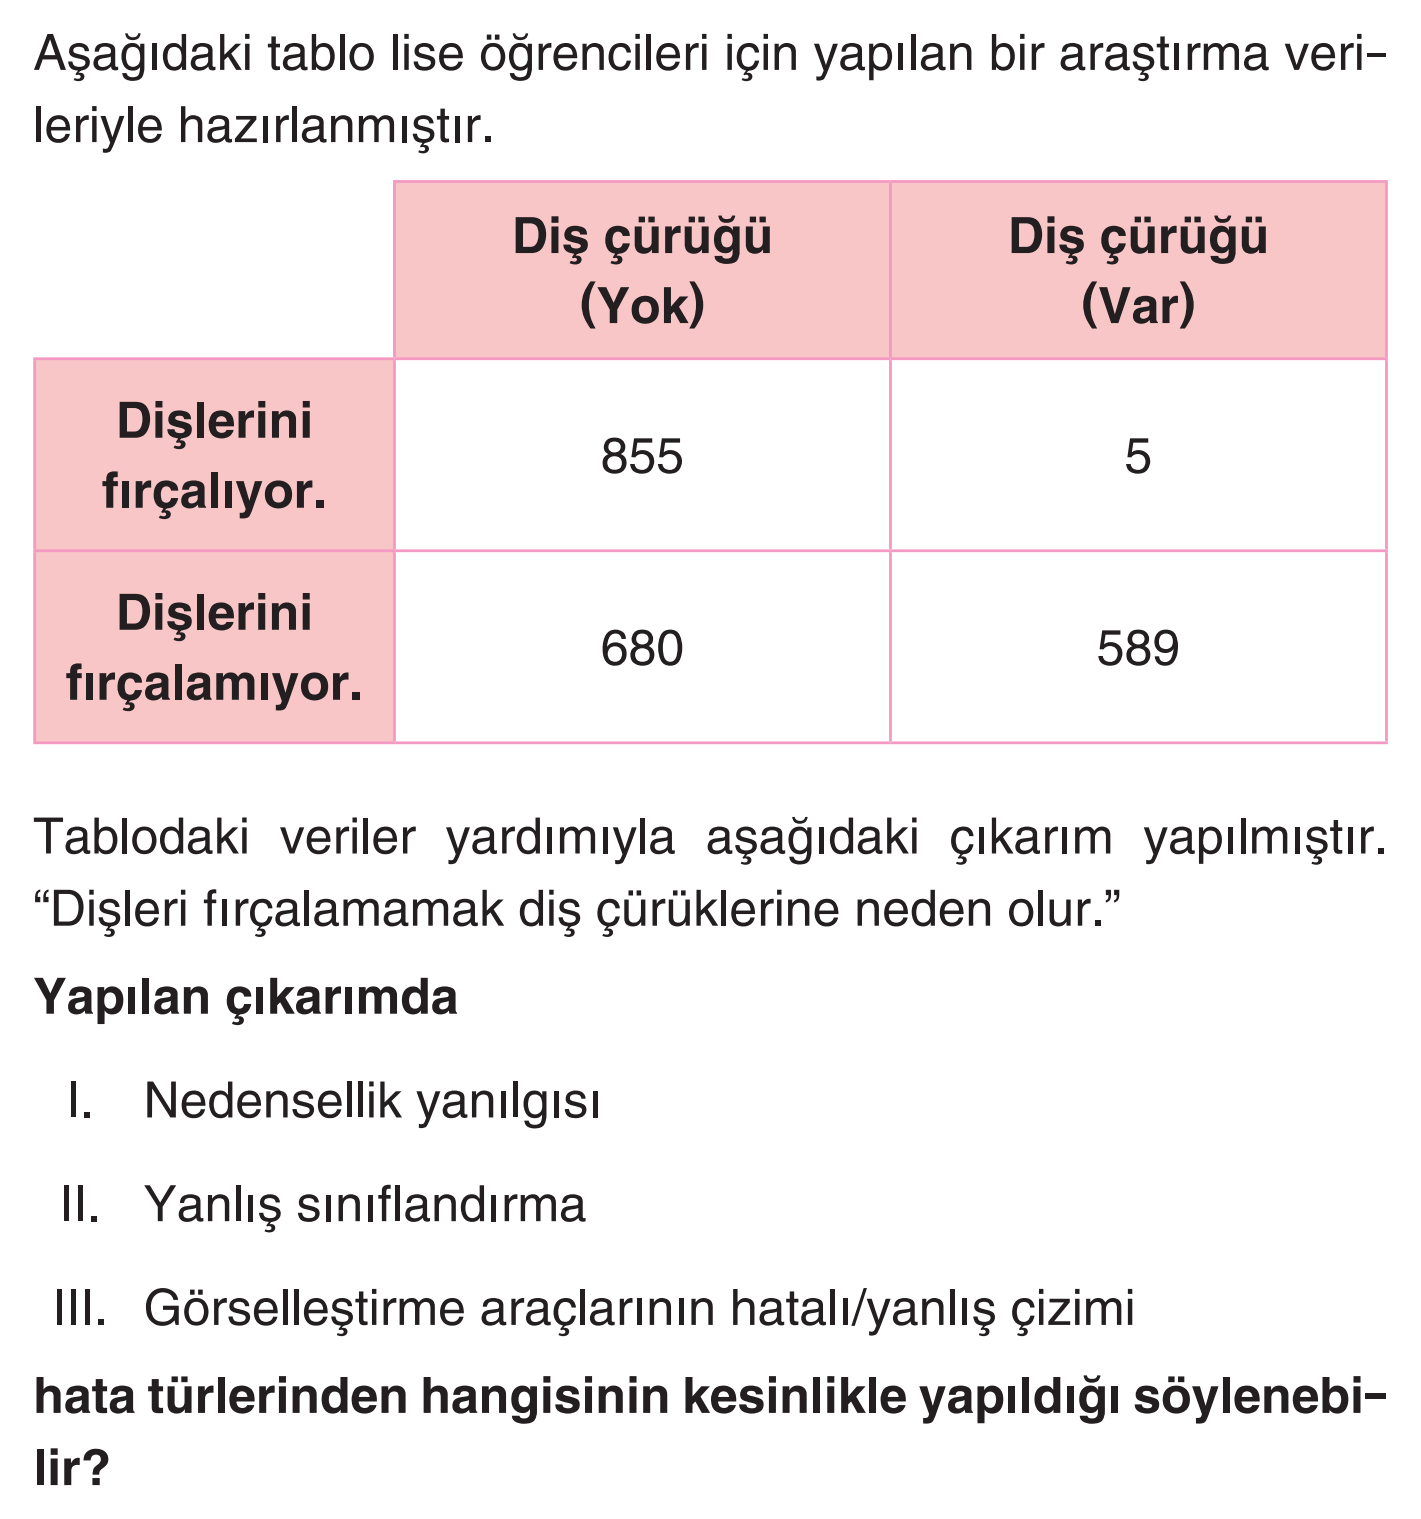 Aşağıdaki tablo lise öğrencileri için yapılan bir araştırma veri-
leriyle hazırlanmıştır.
Diş çürüğü Diş çürüğü
(Yok) (Var)
Dişlerini
fırçalıyor.
855 5
Dişlerini
fırçalamıyor.
680 589
Tablodaki veriler yardımıyla aşağıdaki çıkarım yapılmıştır.
“Dişleri fırçalamamak diş çürüklerine neden olur.”
Yapılan çıkarımda
I. Nedensellik yanılgısı
II. Yanlış sınıflandırma
III. Görselleştirme araçlarının hatalı/yanlış çizimi
hata türlerinden hangisinin kesinlikle yapıldığı söylenebi-
lir?